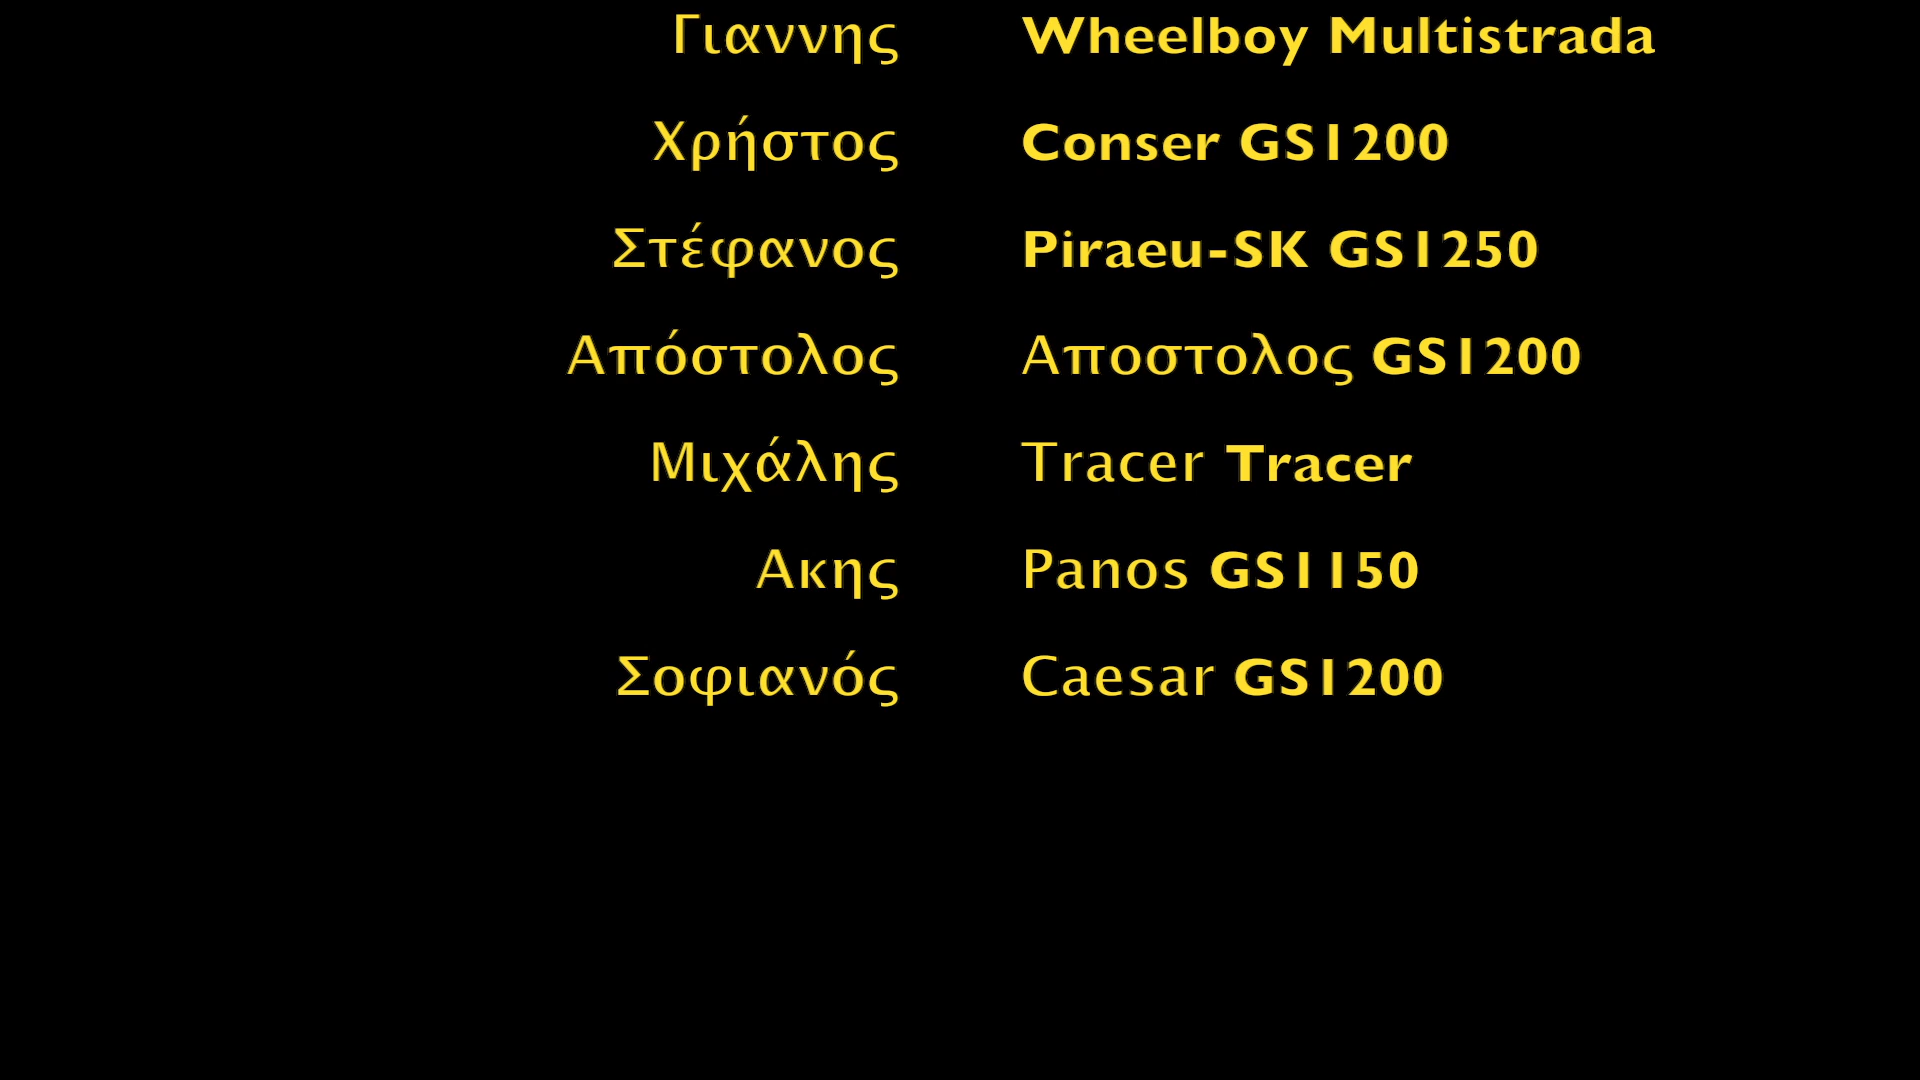 Γιαννης Wheelboy Multistrada
Χρήστος Conser GS1200
Στέφανος Piraeu-SK GS1250
Απόστολος Αποστολος GS1200
Μιχάλης Tracer Tracer
Ακης Panos GS1150
Σοφιανός Caesar GS1200